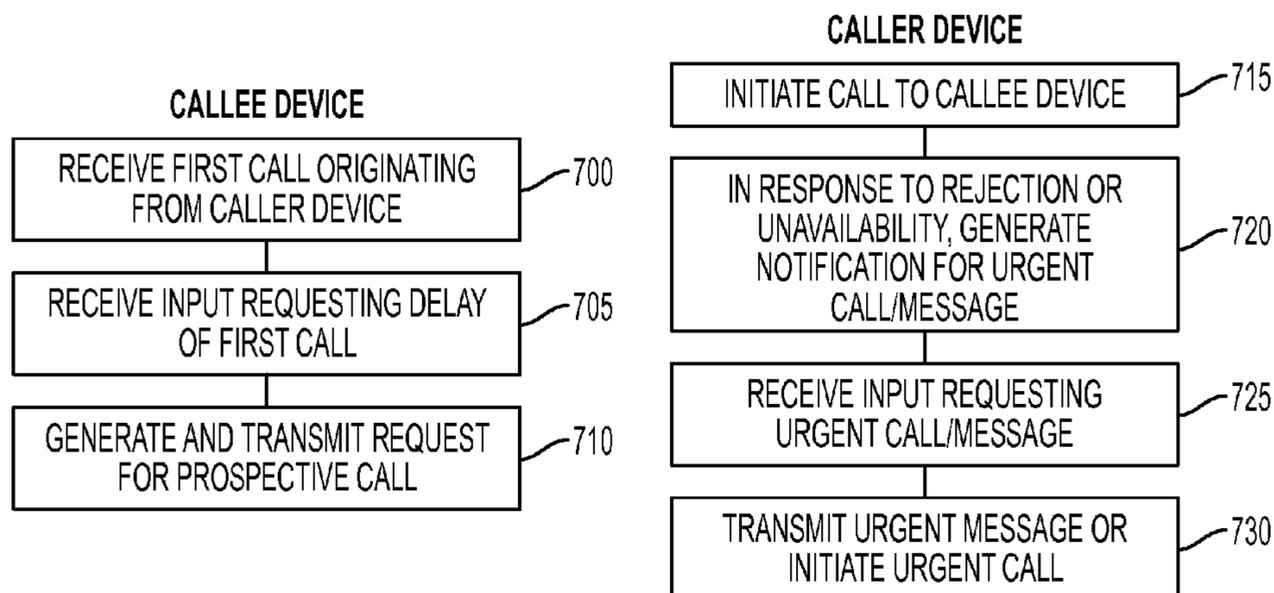 CALLEE DEVICE
RECEIVE FIRST CALL ORIGINATING
FROM CALLER DEVICE
700
RECEIVE INPUT REQUESTING DELAY
OF FIRST CALL
705
GENERATE AND TRANSMIT REQUEST
FOR PROSPECTIVE CALL
710
CALLER DEVICE
INITIATE CALL TO CALLEE DEVICE
715
IN RESPONSE TO REJECTION OR
UNAVAILABILITY, GENERATE
NOTIFICATION FOR URGENT
CALL/MESSAGE
720
RECEIVE INPUT REQUESTING
URGENT CALL/MESSAGE
725
TRANSMIT URGENT MESSAGE OR
INITIATE URGENT CALL
730